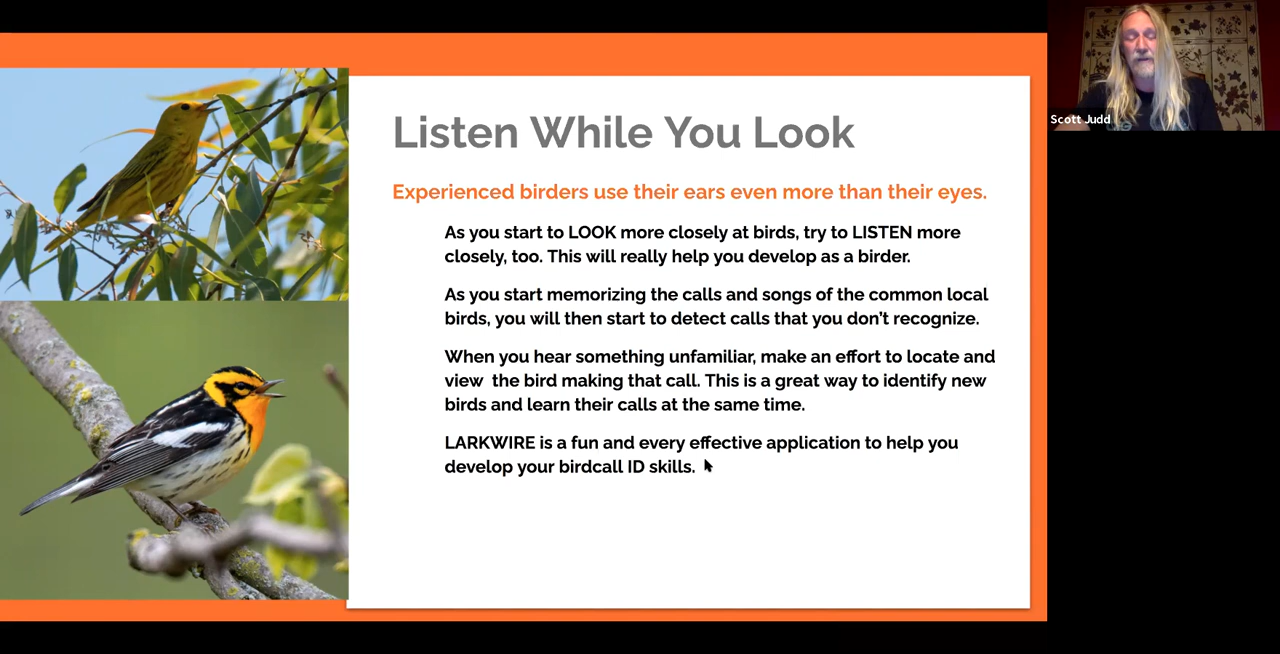 Listen While You Look
Experienced birders use their ears even more than their eyes.
As you start to LOOK more closely at birds, try to LISTEN more
closely, too. This will really help you develop as a birder.
As you start memorizing the calls and songs of the common local
birds, you will then start to detect calls that you don't recognize.
When you hear something unfamiliar, make an effort to locate and
view  the bird making that call. This is a great way to identify new
birds and learn their calls at the same time.
LARKWIRE is a fun and every effective application to help you
develop your birdcall ID skills.
Scott Judd